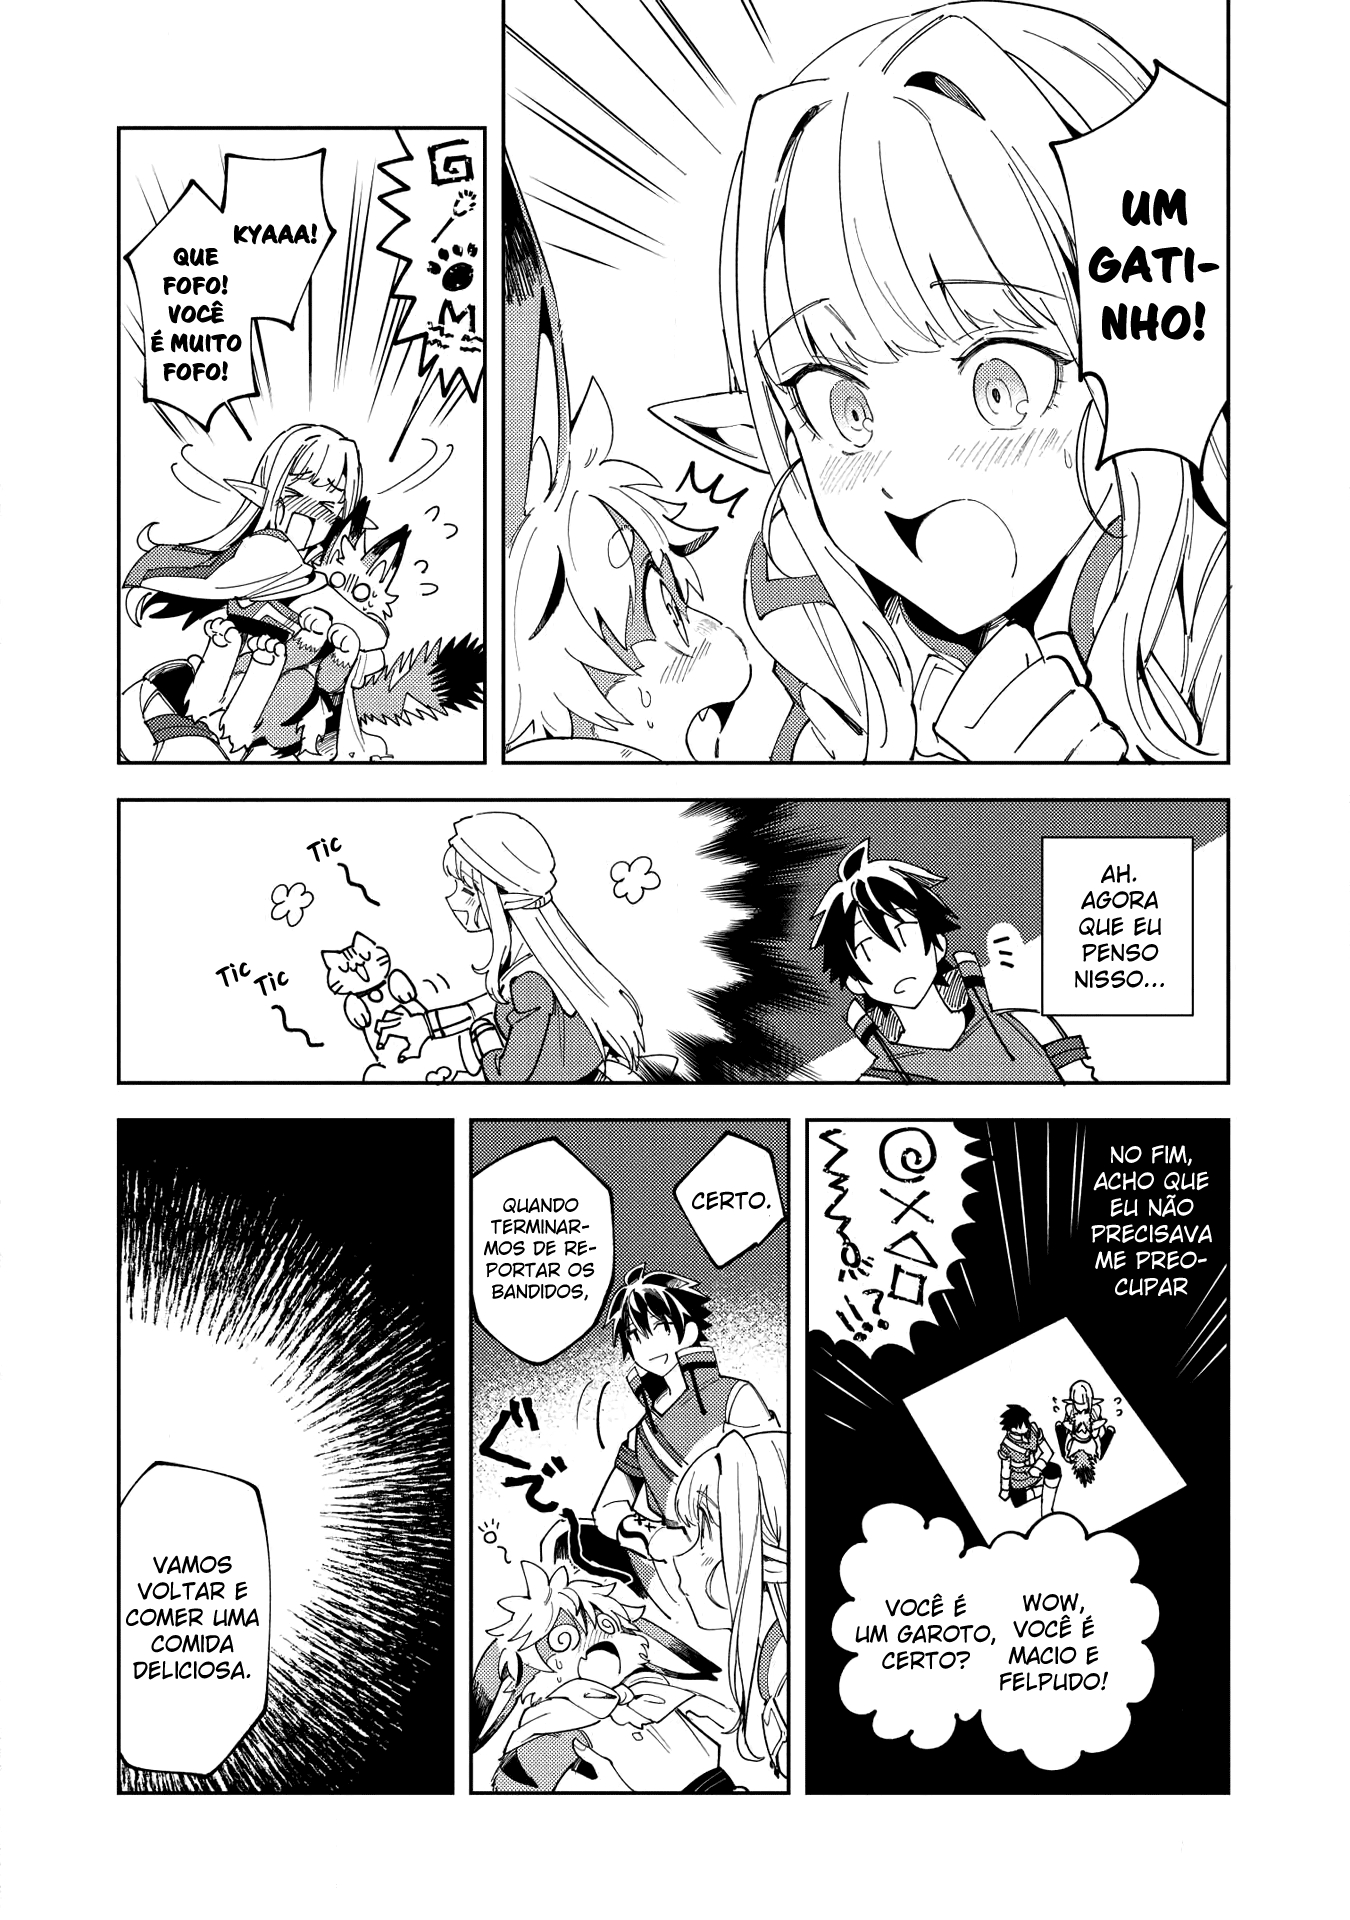 UM
GATI-
NHO!
KYAAA!
QUE
FOFO!
VOCÊ
É MUITO
FOFO!
AH.
AGORA
QUE EU
PENSO
NISSO...
Tic
Tic
Tic
NO FIM,
ACHO QUE
EU NÃO
PRECISAVA
ME PREO-
CUPAR
!!!?
WOW,
VOCÊ É
MACIO E
FELPUDO!
VOCÊ É
UM GAROTO,
CERTO?
CERTO.
QUANDO
TERMINAR-
MOS DE RE-
PORTAR OS
BANDIDOS,
ぐぐ
VAMOS
VOLTAR E
COMER UMA
COMIDA
DELICIOSA.